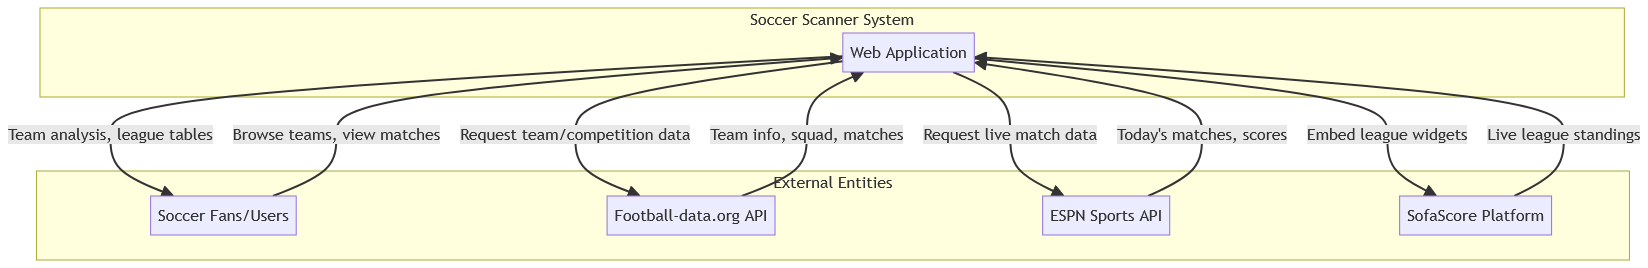 Soccer Scanner System
Web Application
Team analysis, league tables
Browse teams, view matches
Request team/competition data
Team info, squad, matches
Request live match data
Today's matches, scores
Embed league widgets
Live league standings
External Entities
Soccer Fans/Users
Football-data.org API
ESPN Sports API
SofaScore Platform